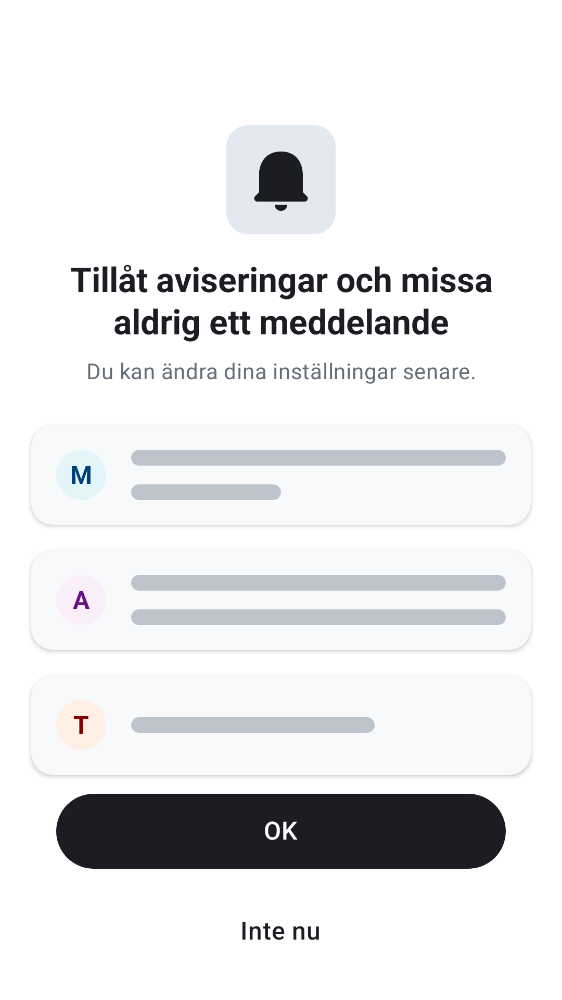 Tillåt aviseringar och missa
aldrig ett meddelande
Du kan ändra dina inställningar senare.
M
A
T
OK
Inte nu